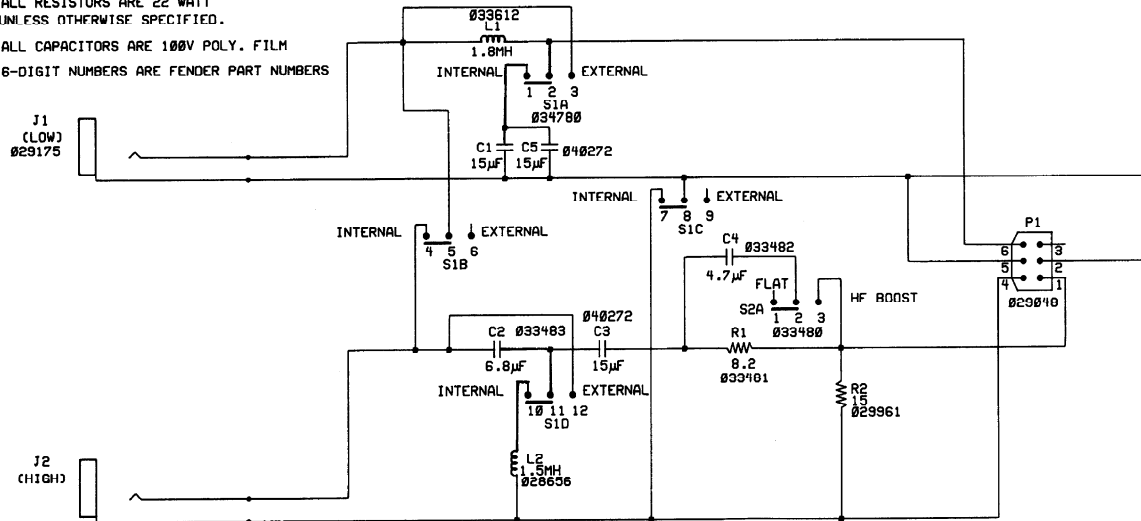 ALL RESISTORS ARE 22 WATT
UNLESS OTHERWISE SPECIFIED.
ALL CAPACITORS ARE 100V POLY. FILM
6-DIGIT NUMBERS ARE FENDER PART NUMBERS
033612
L1
1.8MH
INTERNAL
EXTERNAL
1 2 3
S1A
034780
J1
(LOW)
029175
C1 C5 040272
15µF 15µF
INTERNAL
EXTERNAL
7 8 9
S1C
INTERNAL
EXTERNAL
4 5 6
S1B
P1
6 3
5 2
4 1
029048
C4 033482
4.7µF
FLAT
HF BOOST
S2A 1 2 3
033480
C2 033483
6.8µF
040272
C3
15µF
R1
8.2
033481
INTERNAL
EXTERNAL
10 11 12
S1D
R2
15
029961
L2
1.5MH
028656
J2
(HIGH)